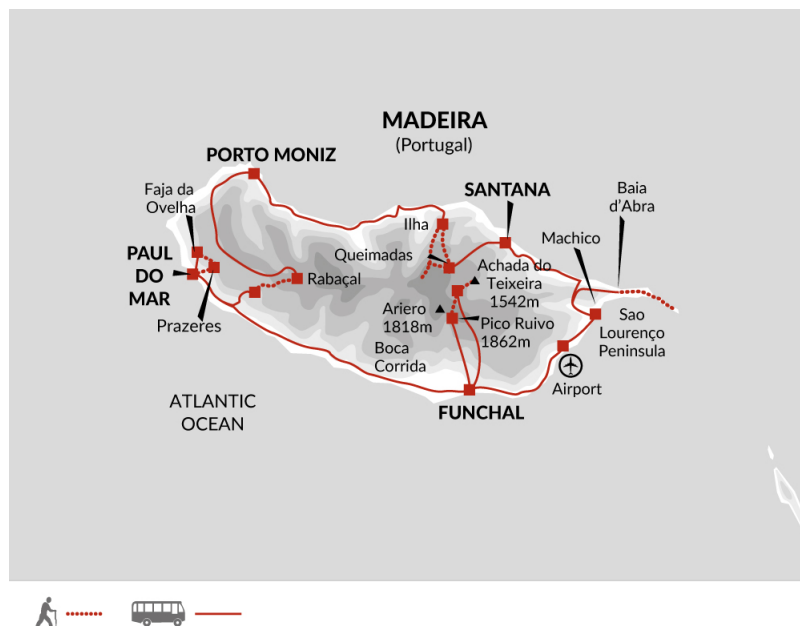 MADEIRA
(Portugal)
PORTO MONIZ
Faja da
Ovelha
SANTANA
Baia
d'Abra
Ilha
Machico
PAUL
DO
MAR
Queimadas
Achada do
Teixeira
1542m
Rabaçal
Ariero
1818m
Pico Ruivo
1862m
Sao
Lourenço
Peninsula
Prazeres
Boca
Corrida
Airport
ATLANTIC
OCEAN
FUNCHAL